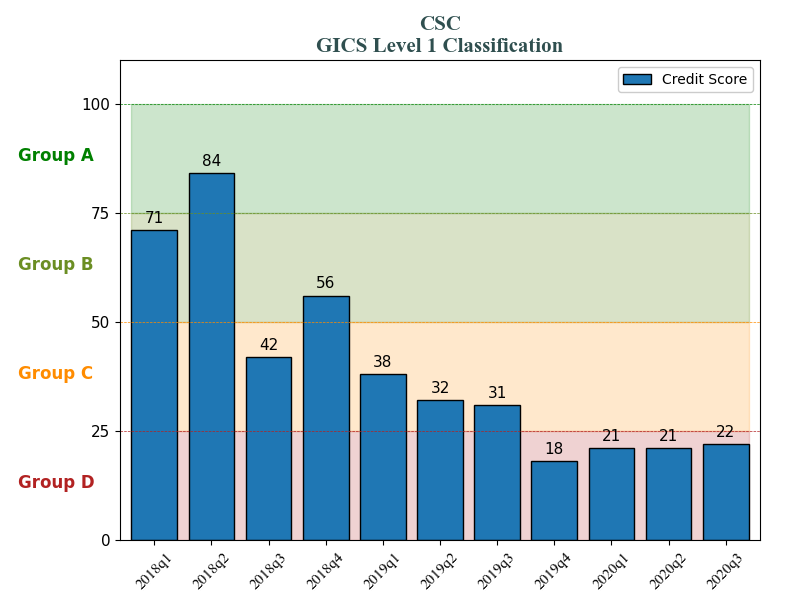 CSC
GICS Level 1 Classification
Credit Score
100
75
50
25
0
Group A
Group B
Group C
Group D
71
84
42
56
38
32
31
18
21
21
22
2018q1
2018q2
2018q3
2018q4
2019q1
2019q2
2019q3
2019q4
2020q1
2020q2
2020q3